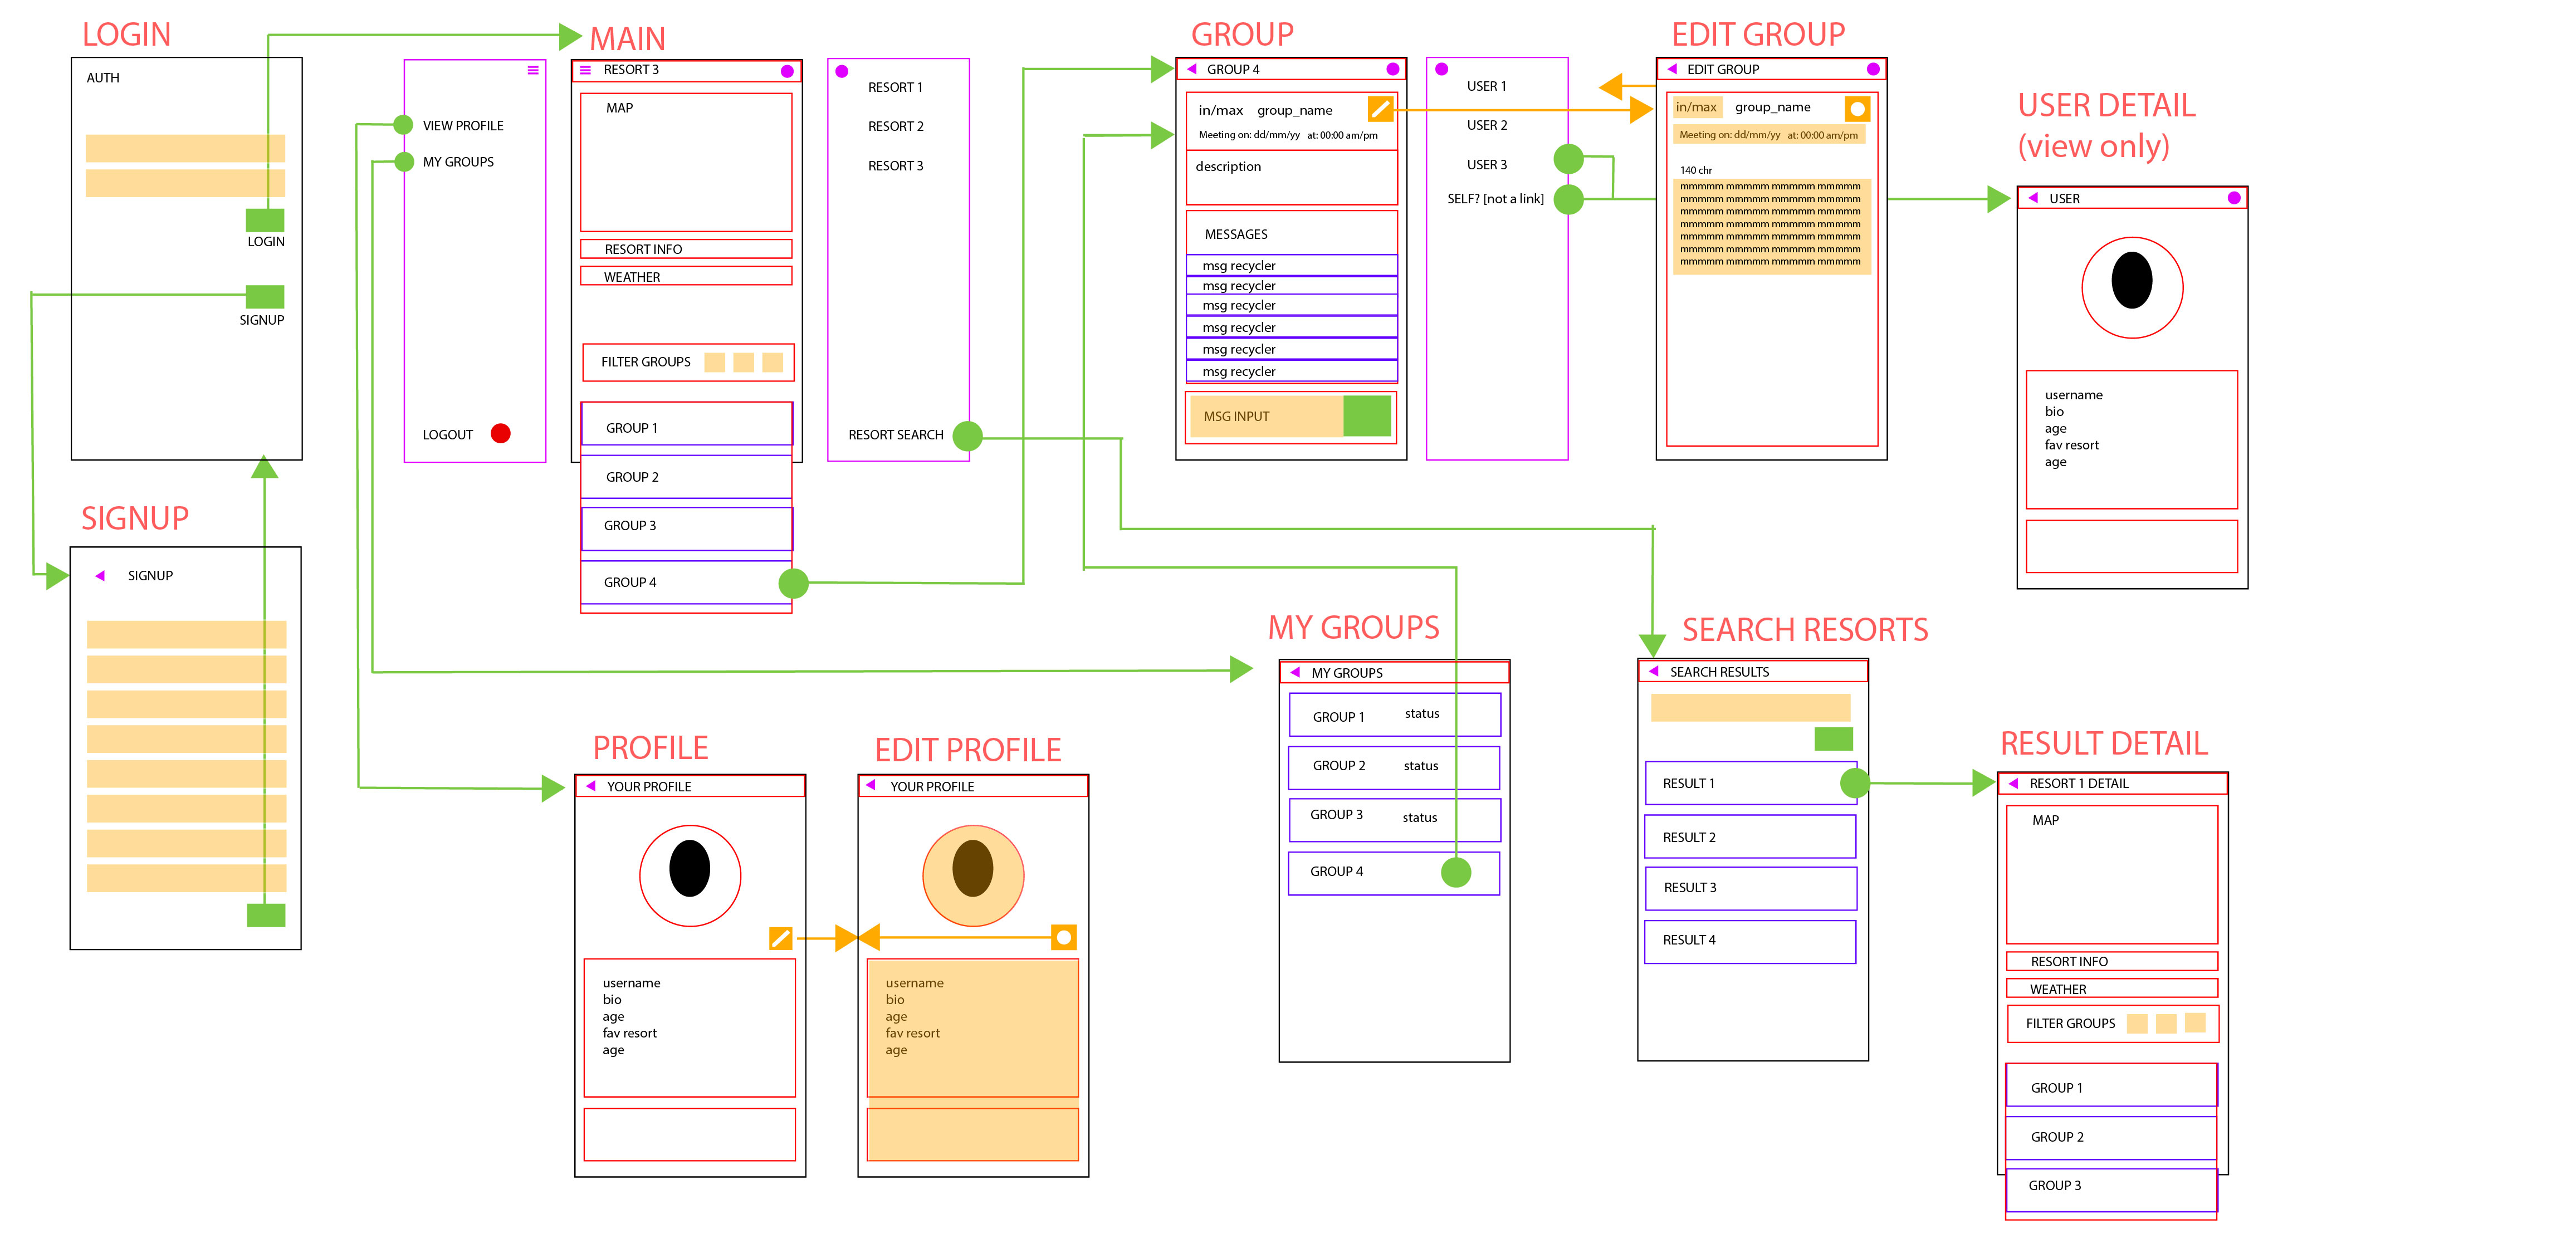 LOGIN
AUTH
LOGIN
SIGNUP
SIGNUP
SIGNUP
VIEW PROFILE
MY GROUPS
LOGOUT
MAIN
RESORT 3
MAP
RESORT INFO
WEATHER
FILTER GROUPS
GROUP 1
GROUP 2
GROUP 3
GROUP 4
RESORT 1
RESORT 2
RESORT 3
RESORT SEARCH
GROUP
GROUP 4
in/max group_name
Meeting on: dd/mm/yy at: 00:00 am/pm
description
MESSAGES
msg recycler
msg recycler
msg recycler
msg recycler
msg recycler
msg recycler
MSG INPUT
USER 1
USER 2
USER 3
SELF? [not a link]
EDIT GROUP
EDIT GROUP
in/max group_name
Meeting on: dd/mm/yy at: 00:00 am/pm
140 chr
mmmmm mmmmm mmmmm mmmmm
mmmmm mmmmm mmmmm mmmmm
mmmmm mmmmm mmmmm mmmmm
mmmmm mmmmm mmmmm mmmmm
mmmmm mmmmm mmmmm mmmmm
mmmmm mmmmm mmmmm mmmmm
mmmmm mmmmm mmmmm mmmmm
USER DETAIL
(view only)
USER
username
bio
age
fav resort
age
PROFILE
YOUR PROFILE
username
bio
age
fav resort
age
EDIT PROFILE
YOUR PROFILE
username
bio
age
fav resort
age
MY GROUPS
MY GROUPS
GROUP 1 status
GROUP 2 status
GROUP 3 status
GROUP 4
SEARCH RESORTS
SEARCH RESULTS
RESULT 1
RESULT 2
RESULT 3
RESULT 4
RESULT DETAIL
RESORT 1 DETAIL
MAP
RESORT INFO
WEATHER
FILTER GROUPS
GROUP 1
GROUP 2
GROUP 3